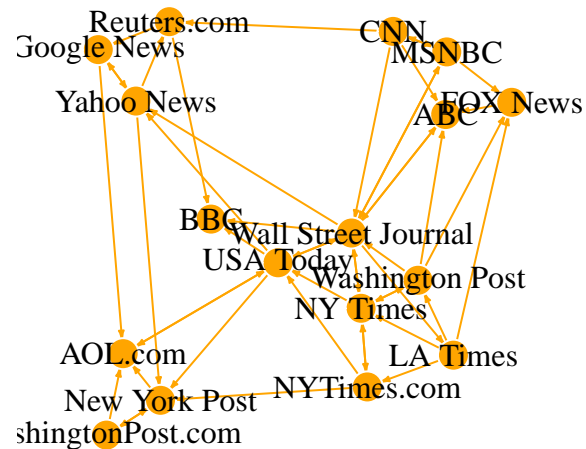 Reuters.com
CNN
Google News
MSNBC
Yahoo News
FOX News
ABC
BBC
Wall Street Journal
USA Today
Washington Post
NY Times
AOL.com
LA Times
NYTimes.com
New York Post
shingtonPost.com